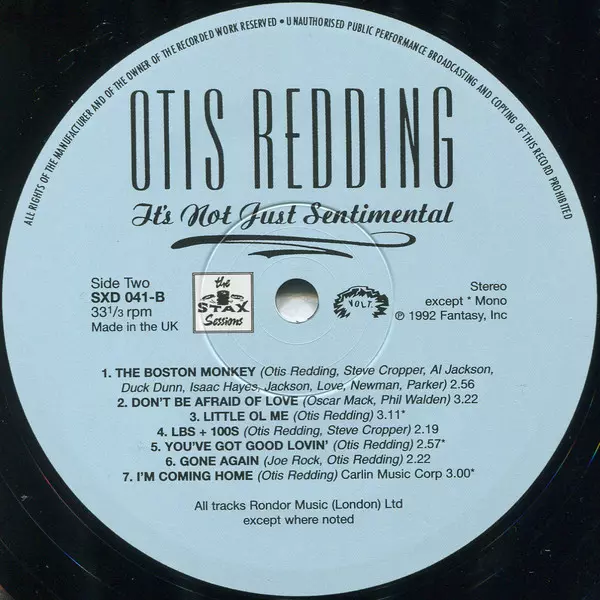 ALL RIGHTS OF THE MANUFACTURER AND OF THE OWNER OF THE RECORDED WORK RESERVED • UNAUTHORISED PUBLIC PERFORMANCE BROADCASTING AND COPYING OF THIS RECORD PROHIBITED
OTIS REDDING
It's Not Just Sentimental
Side Two
SXD 041-B
33 1/3 rpm
Made in the UK
the
STAX
Sessions
VOLT
Stereo
except * Mono
℗ 1992 Fantasy, Inc
1. THE BOSTON MONKEY (Otis Redding, Steve Cropper, Al Jackson,
Duck Dunn, Isaac Hayes, Jackson, Love, Newman, Parker) 2.56
2. DON'T BE AFRAID OF LOVE (Oscar Mack, Phil Walden) 3.22
3. LITTLE OL ME (Otis Redding) 3.11*
4. LBS + 100S (Otis Redding, Steve Cropper) 2.19
5. YOU'VE GOT GOOD LOVIN' (Otis Redding) 2.57*
6. GONE AGAIN (Joe Rock, Otis Redding) 2.22
7. I'M COMING HOME (Otis Redding) Carlin Music Corp 3.00*
All tracks Rondor Music (London) Ltd
except where noted